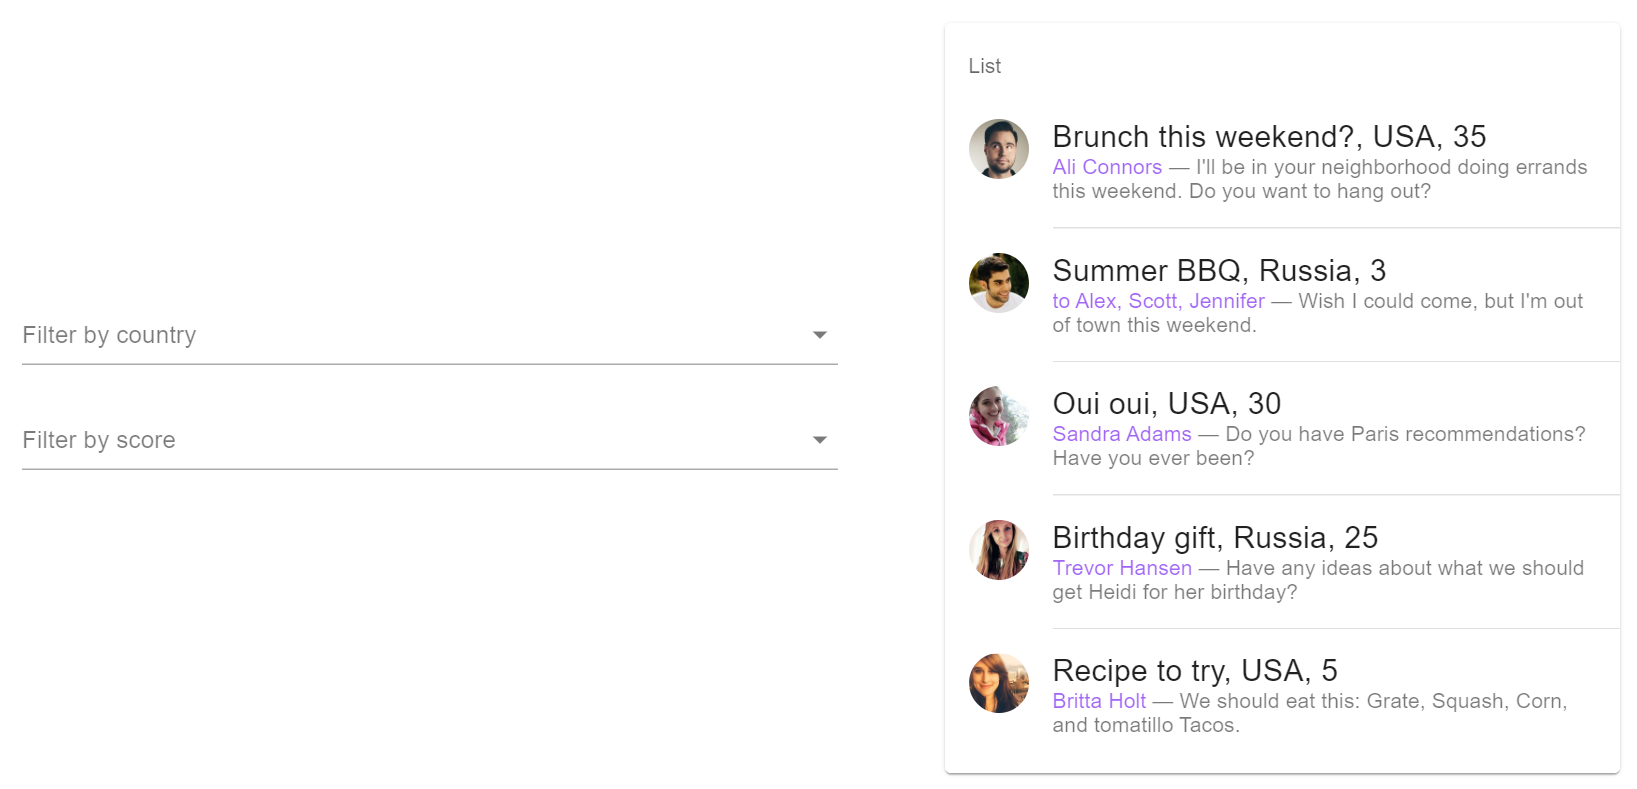 Filter by country
Filter by score
List
Brunch this weekend?, USA, 35
Ali Connors — I'll be in your neighborhood doing errands
this weekend. Do you want to hang out?
Summer BBQ, Russia, 3
to Alex, Scott, Jennifer — Wish I could come, but I'm out
of town this weekend.
Oui oui, USA, 30
Sandra Adams — Do you have Paris recommendations?
Have you ever been?
Birthday gift, Russia, 25
Trevor Hansen — Have any ideas about what we should
get Heidi for her birthday?
Recipe to try, USA, 5
Britta Holt — We should eat this: Grate, Squash, Corn,
and tomatillo Tacos.